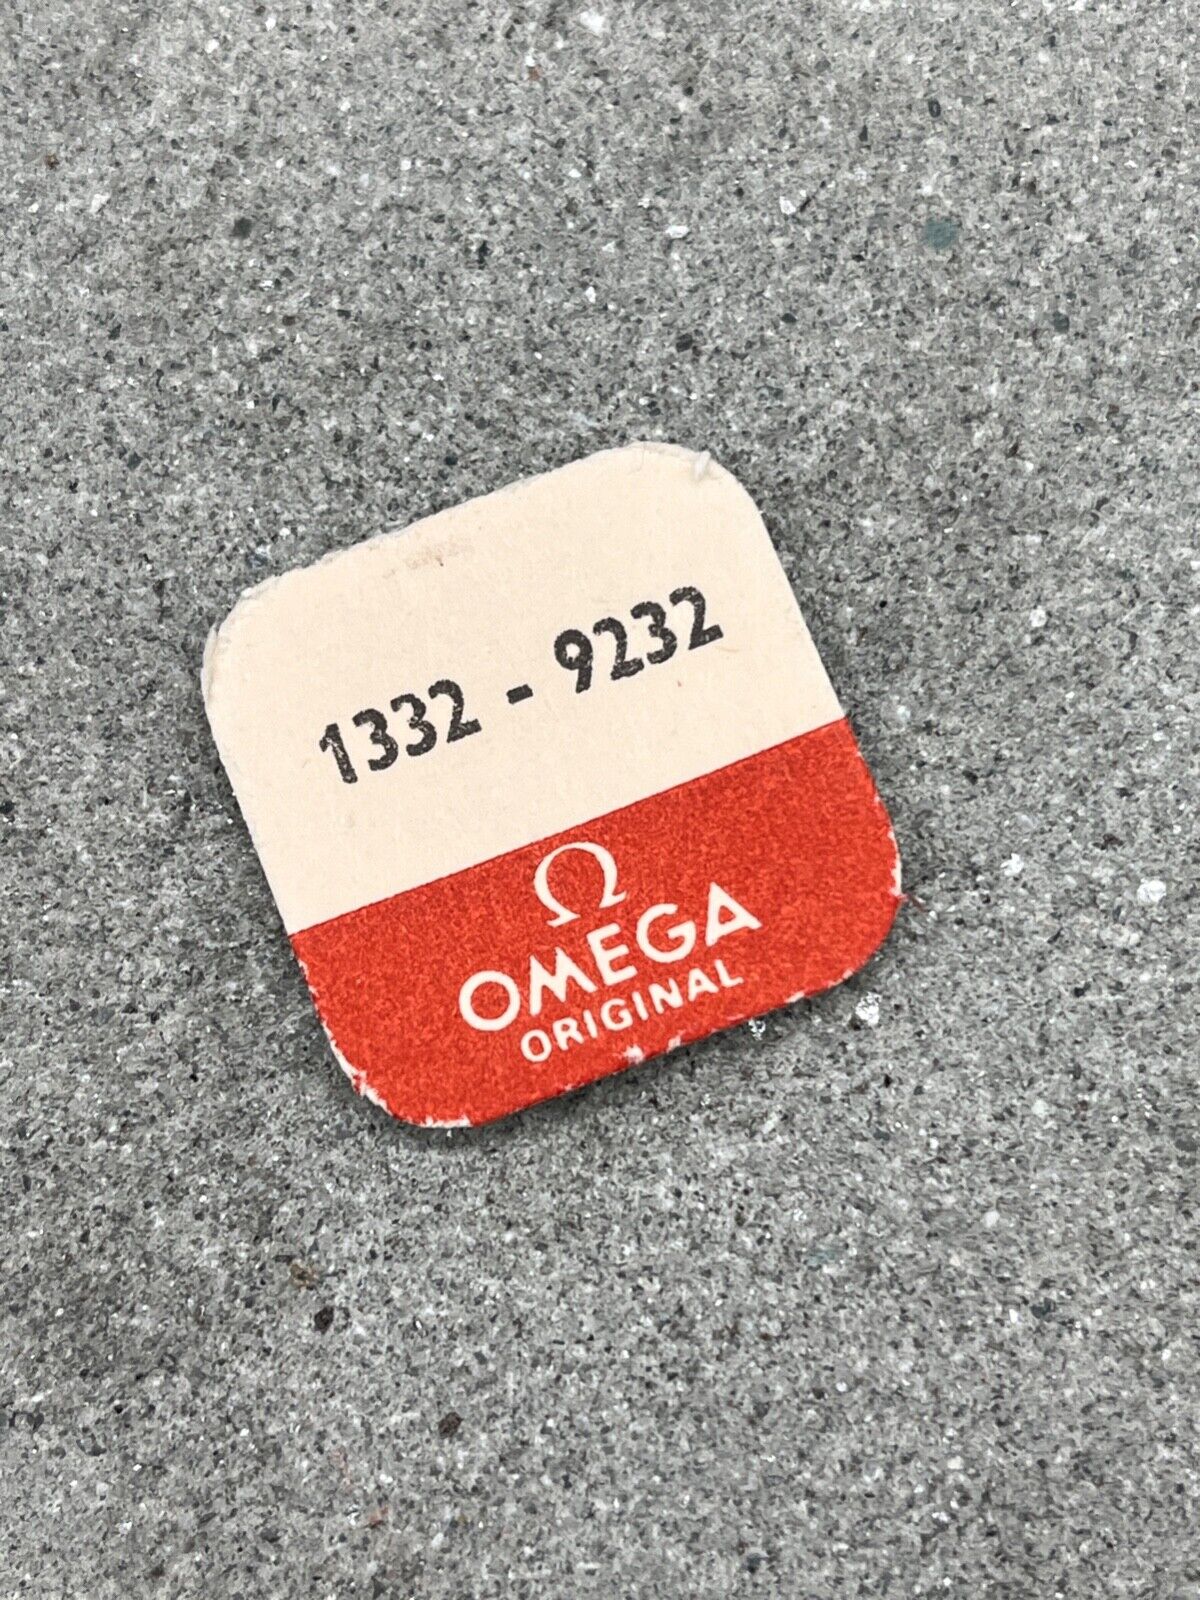 1332 - 9232
Ω
OMEGA
ORIGINAL